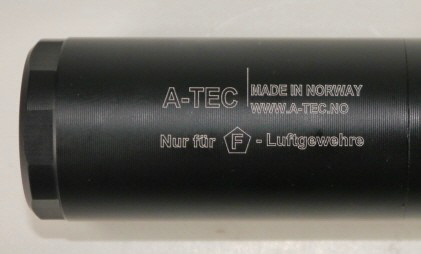 A-TEC
MADE IN NORWAY
WWW.A-TEC.NO
Nur für F - Luftgewehre